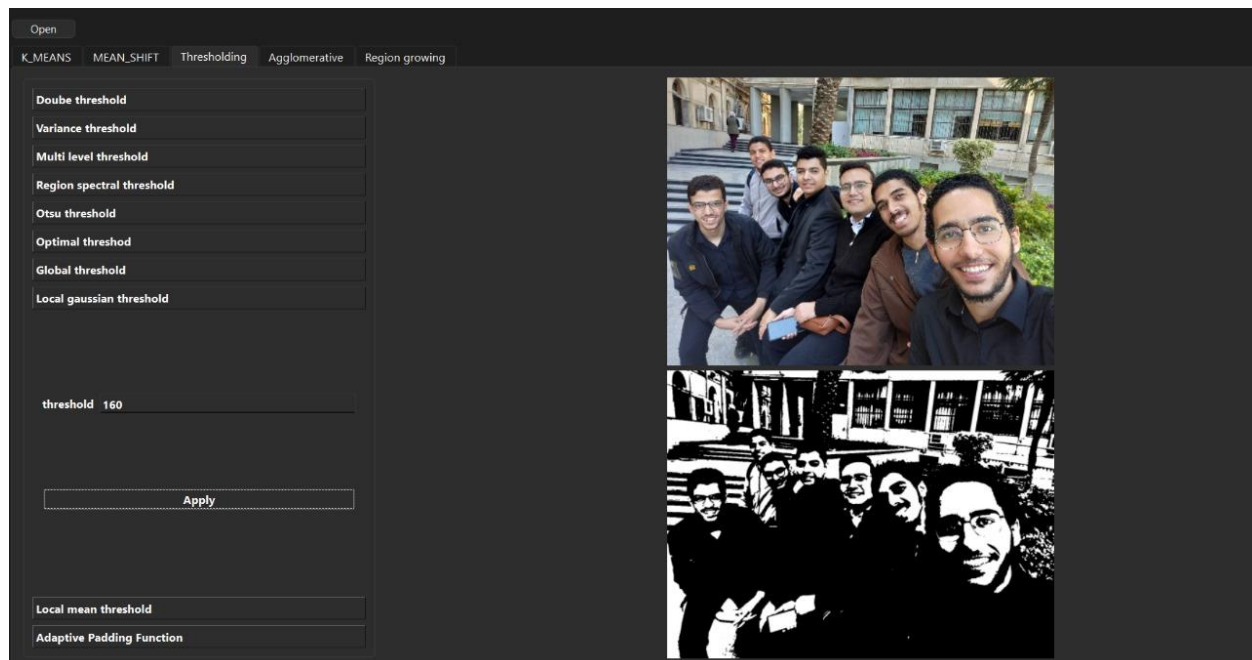 Open
K_MEANS MEAN_SHIFT Thresholding Agglomerative Region growing
Doube threshold
Variance threshold
Multi level threshold
Region spectral threshold
Otsu threshold
Optimal threshod
Global threshold
Local gaussian threshold
threshold 160
Apply
Local mean threshold
Adaptive Padding Function